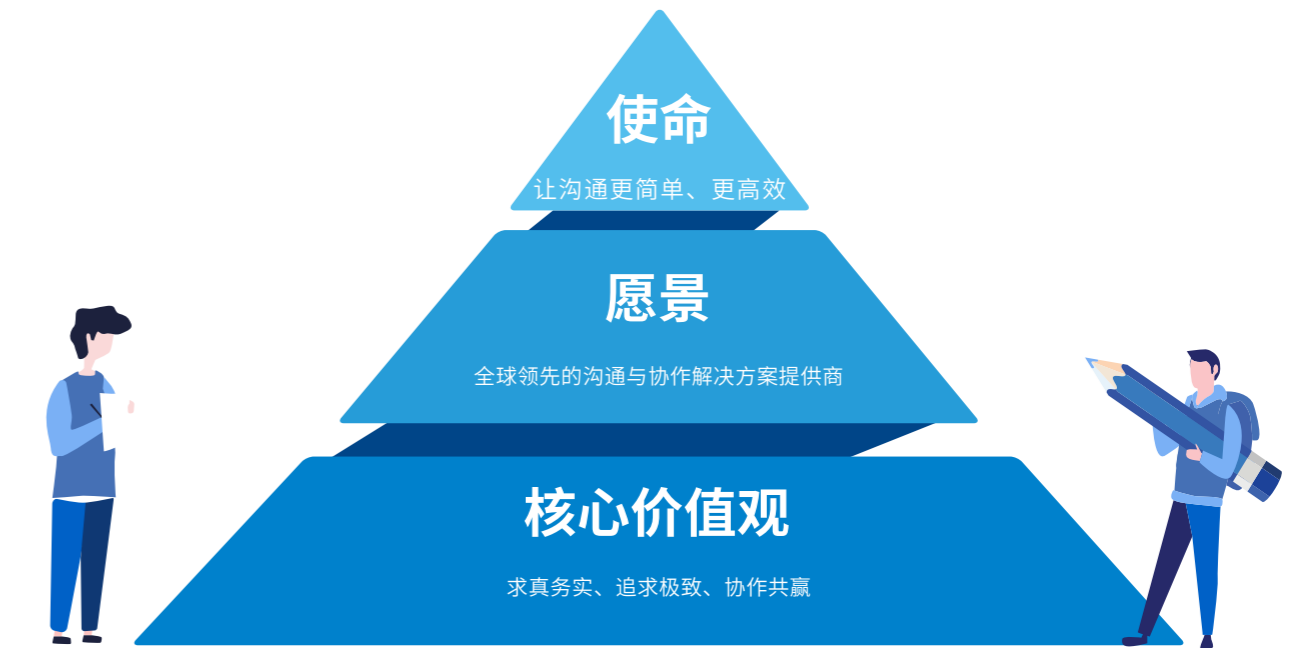 使命
让沟通更简单、更高效
愿景
全球领先的沟通与协作解决方案提供商
核心价值观
求真务实、追求极致、协作共赢